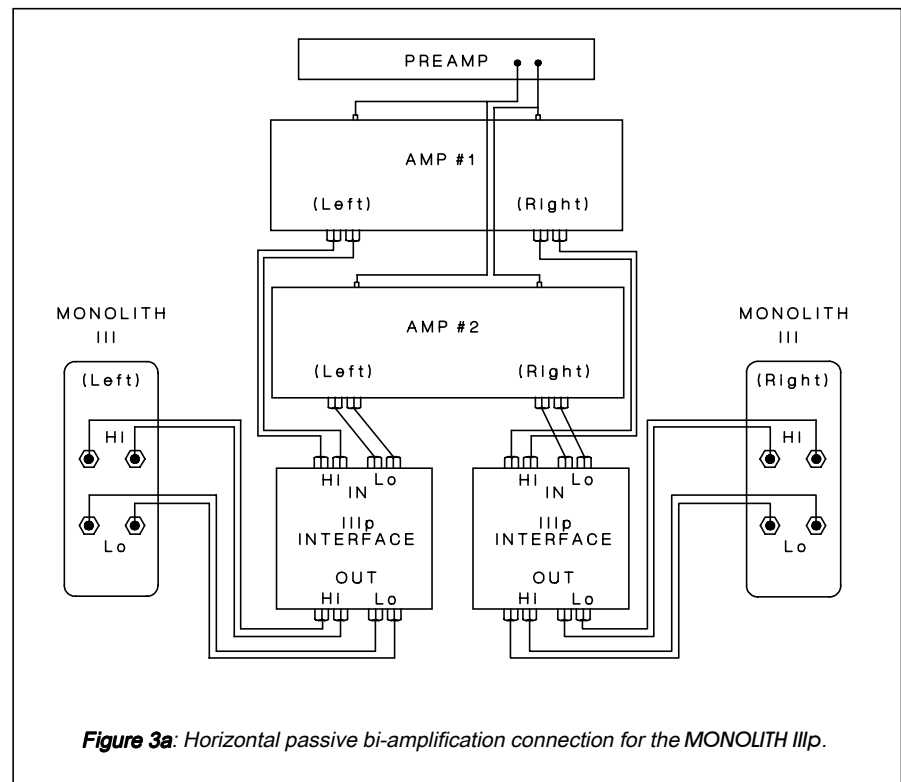 PREAMP
AMP #1
(Left) (Right)
AMP #2
(Left) (Right)
MONOLITH
III
(Left)
HI
Lo
MONOLITH
III
(Right)
HI
Lo
HI Lo
IN
IIIp
INTERFACE
OUT
HI Lo
HI Lo
IN
IIIp
INTERFACE
OUT
HI Lo
Figure 3a: Horizontal passive bi-amplification connection for the MONOLITH IIIp.